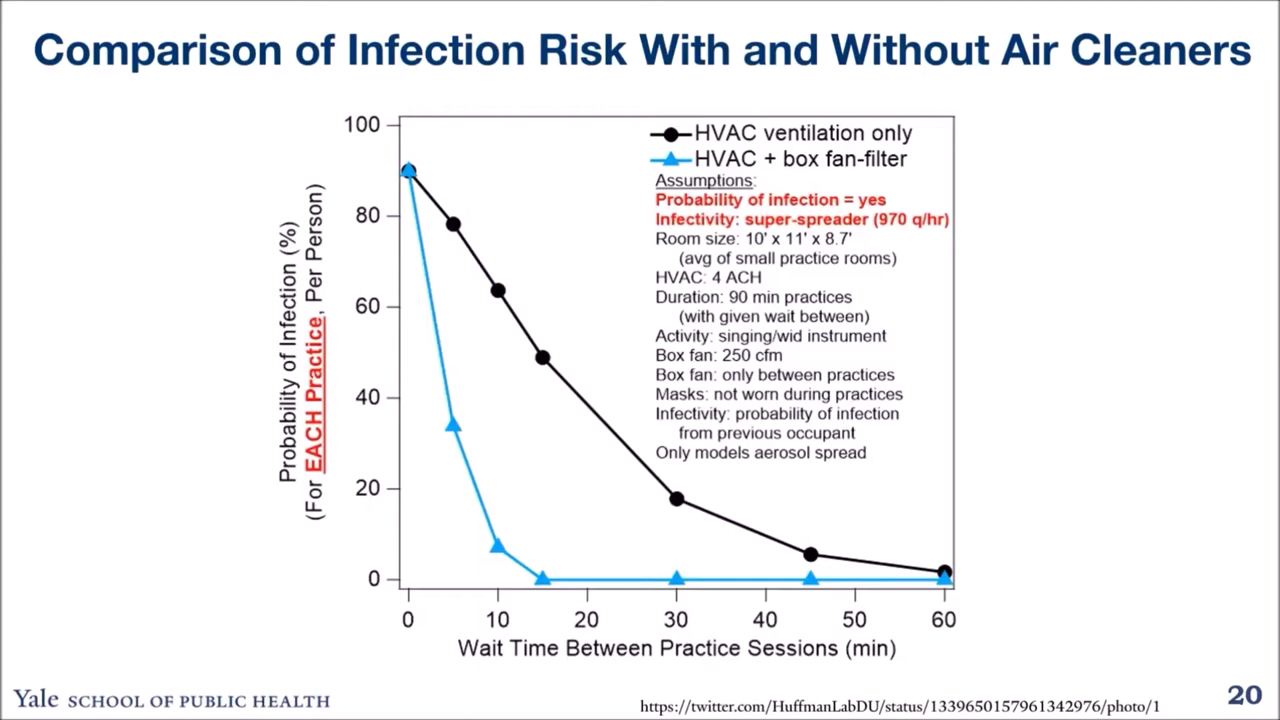 Comparison of Infection Risk With and Without Air Cleaners
Probability of Infection (%)
(For EACH Practice, Per Person)
100
80
60
40
20
0
HVAC ventilation only
HVAC + box fan-filter
Assumptions:
Probability of infection = yes
Infectivity: super-spreader (970 q/hr)
Room size: 10' x 11' x 8.7'
(avg of small practice rooms)
HVAC: 4 ACH
Duration: 90 min practices
(with given wait between)
Activity: singing/wid instrument
Box fan: 250 cfm
Box fan: only between practices
Masks: not worn during practices
Infectivity: probability of infection
from previous occupant
Only models aerosol spread
0 10 20 30 40 50 60
Wait Time Between Practice Sessions (min)
Yale SCHOOL OF PUBLIC HEALTH
https://twitter.com/HuffmanLabDU/status/1339650157961342976/photo/1
20